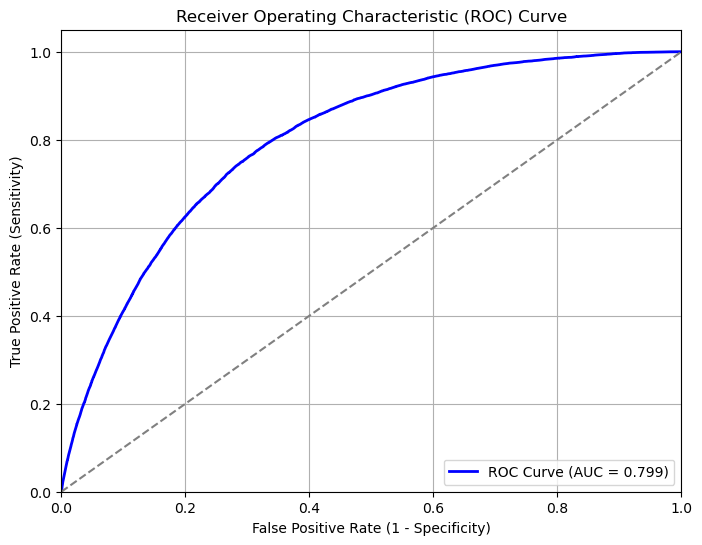 Receiver Operating Characteristic (ROC) Curve
True Positive Rate (Sensitivity)
1.0
0.8
0.6
0.4
0.2
0.0
ROC Curve (AUC = 0.799)
0.0 0.2 0.4 0.6 0.8 1.0
False Positive Rate (1 - Specificity)